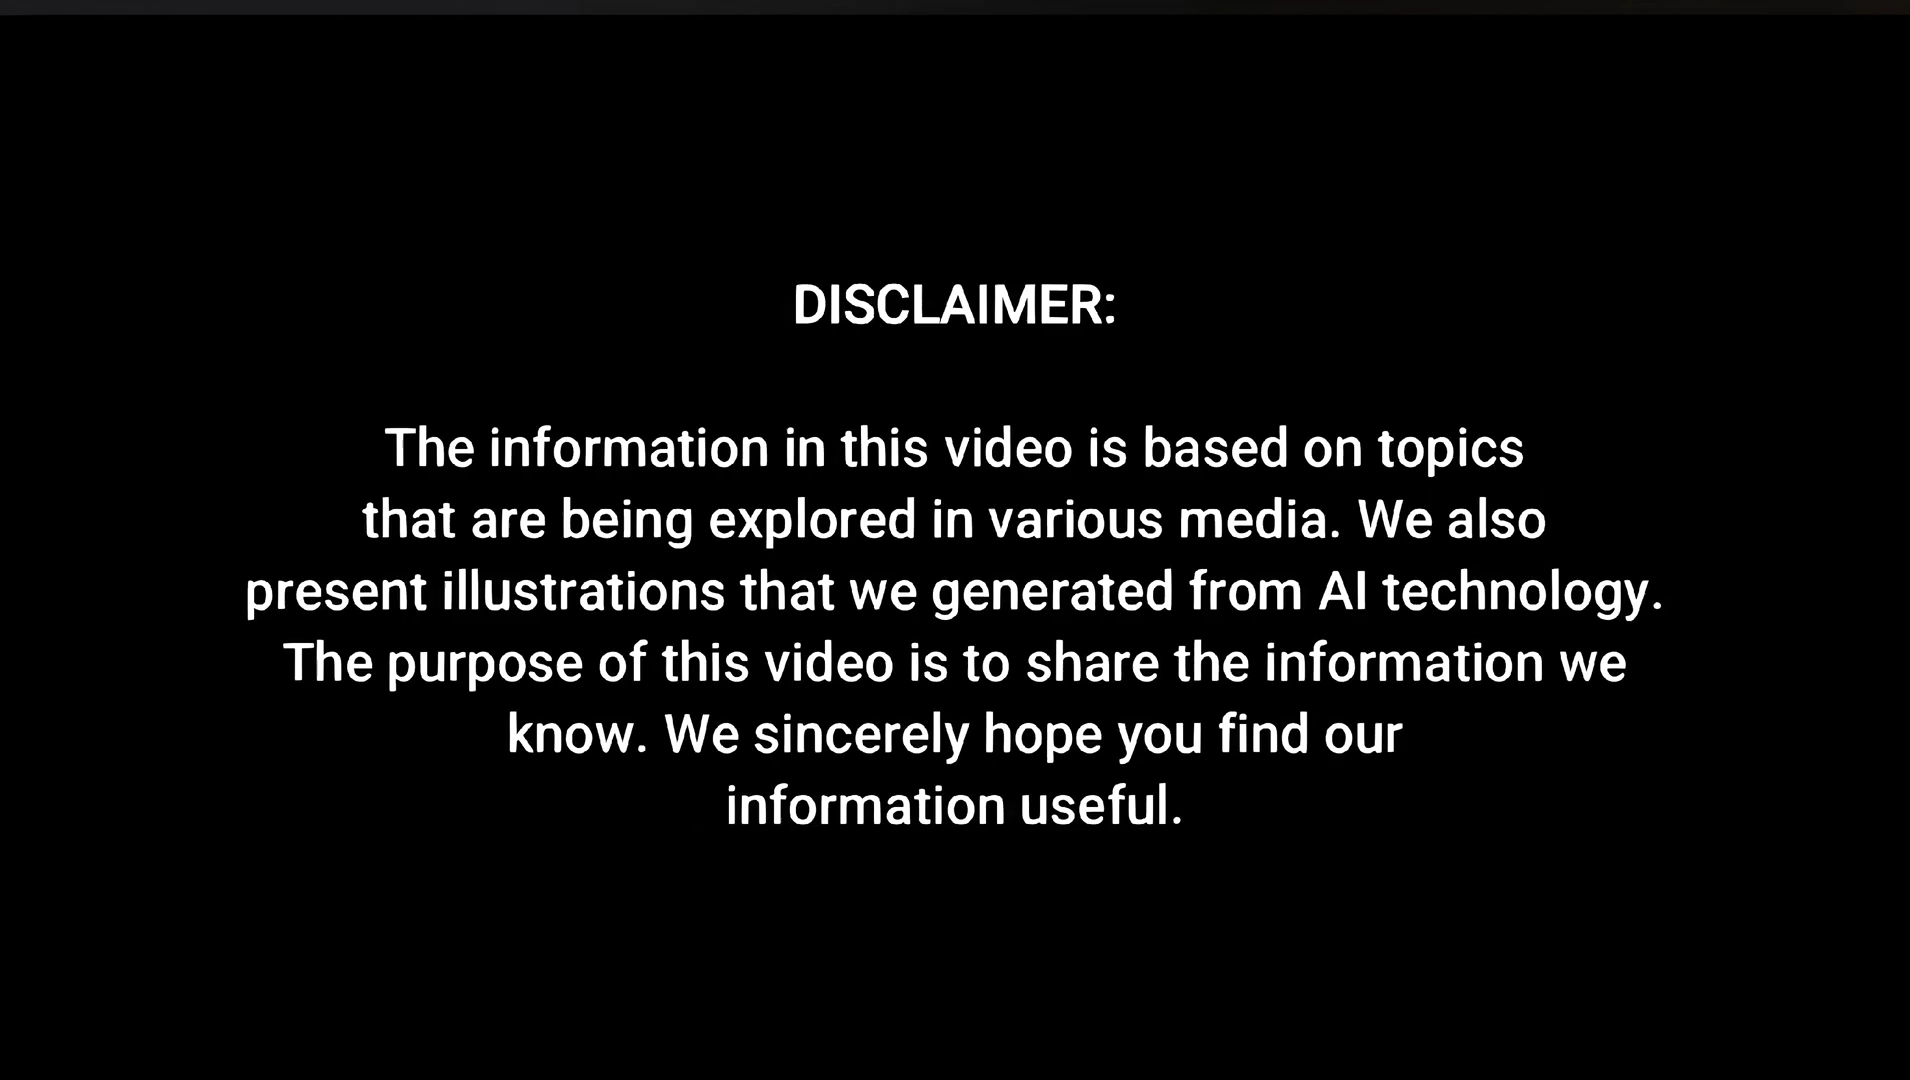 DISCLAIMER:
The information in this video is based on topics
that are being explored in various media. We also
present illustrations that we generated from AI technology.
The purpose of this video is to share the information we
know. We sincerely hope you find our
information useful.